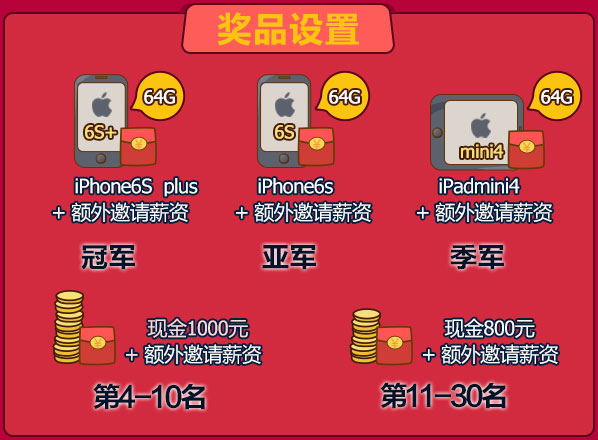 奖品设置
64G
64G
64G
6S+
6S
mini4
iPhone6S plus
+ 额外邀请薪资
iPhone6s
+ 额外邀请薪资
iPadmini4
+ 额外邀请薪资
冠军
亚军
季军
现金1000元
+ 额外邀请薪资
现金800元
+ 额外邀请薪资
第4-10名
第11-30名